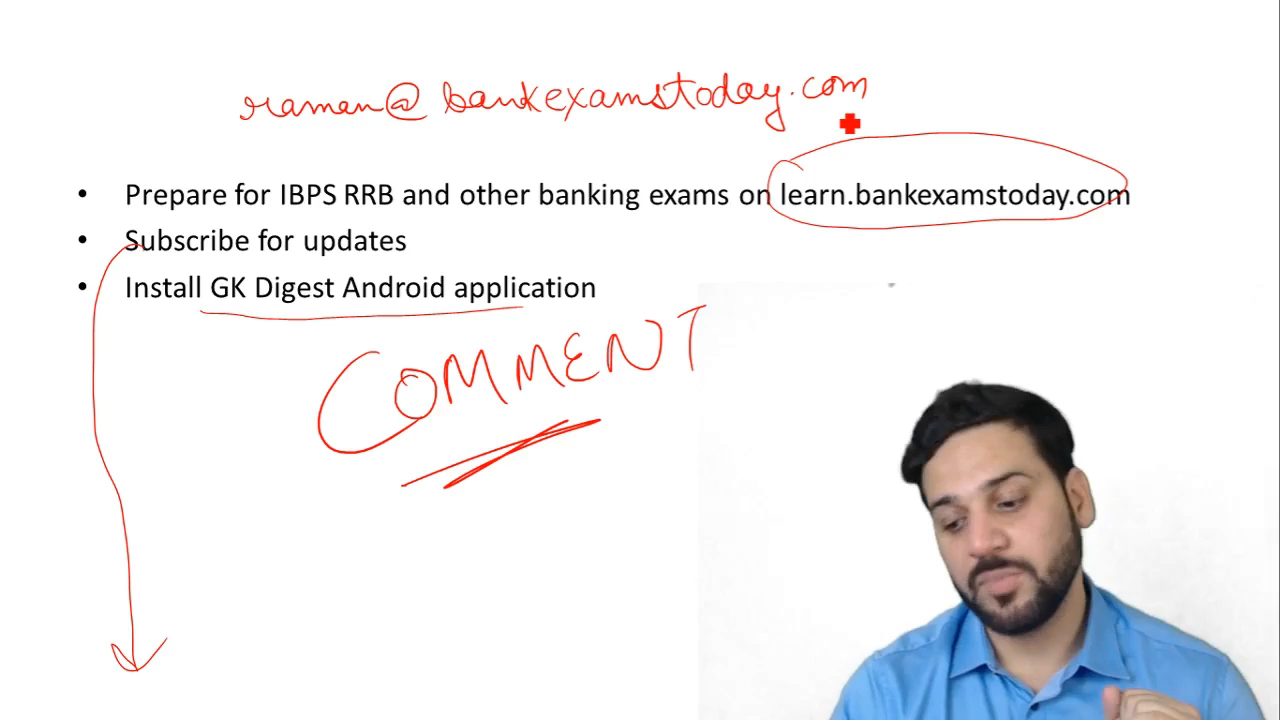 raman@bankexamstoday.com
• Prepare for IBPS RRB and other banking exams on learn.bankexamstoday.com
• Subscribe for updates
• Install GK Digest Android application
COMMENT